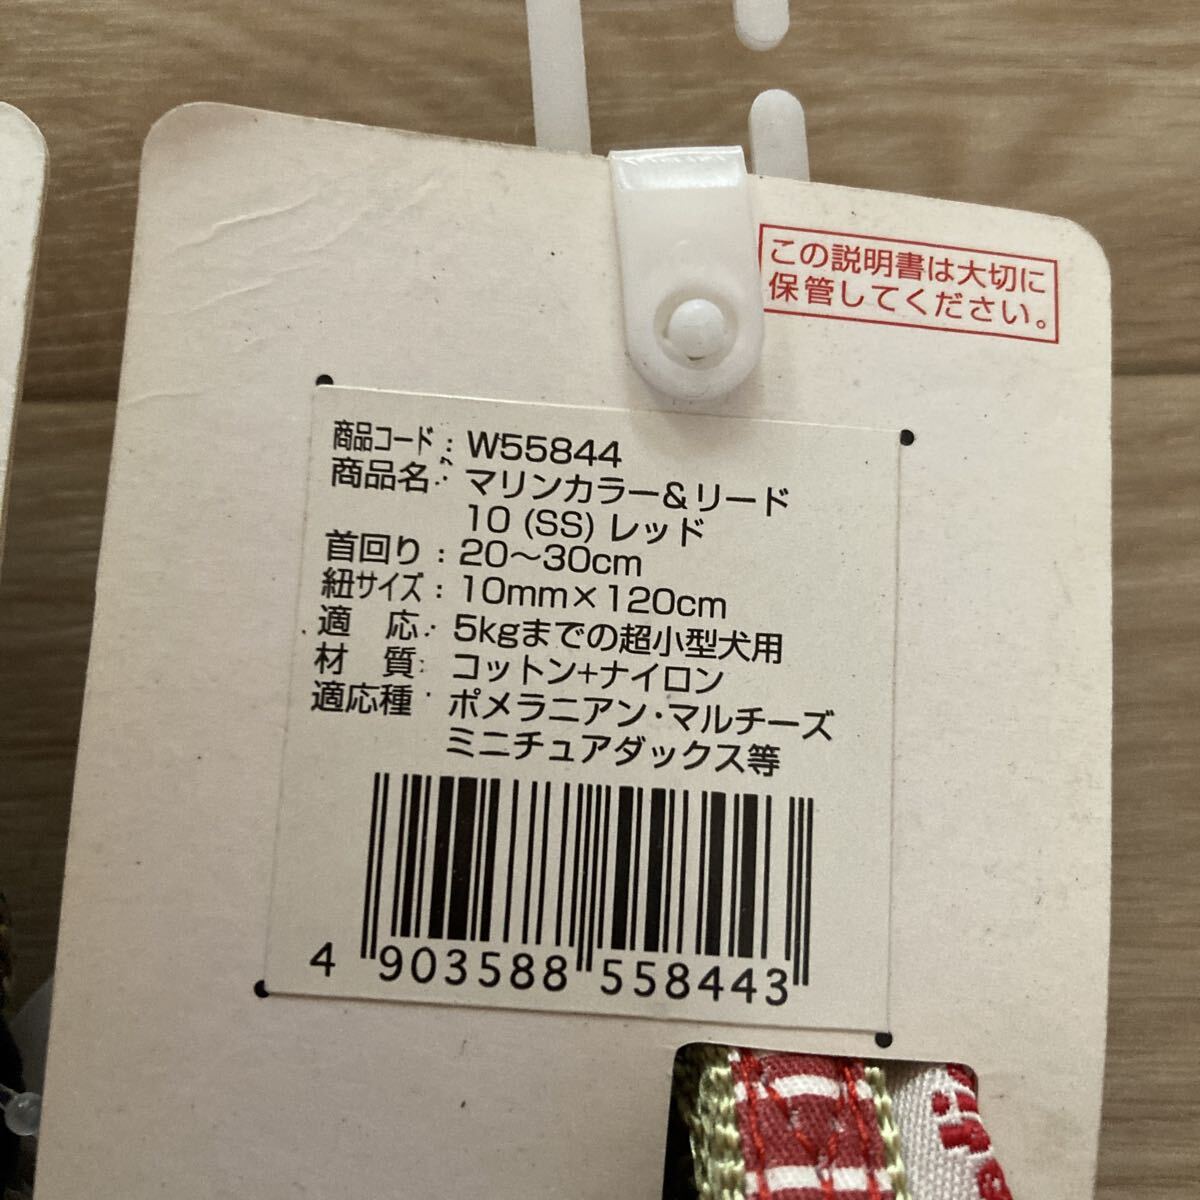 この説明書は大切に
保管してください。
商品コード：W55844
商品名：マリンカラー&リード
10 (SS) レッド
首回り：20〜30cm
紐サイズ：10mm×120cm
適　応：5kgまでの超小型犬用
材　質：コットン+ナイロン
適応種：ポメラニアン・マルチーズ
ミニチュアダックス等
4 903588 558443